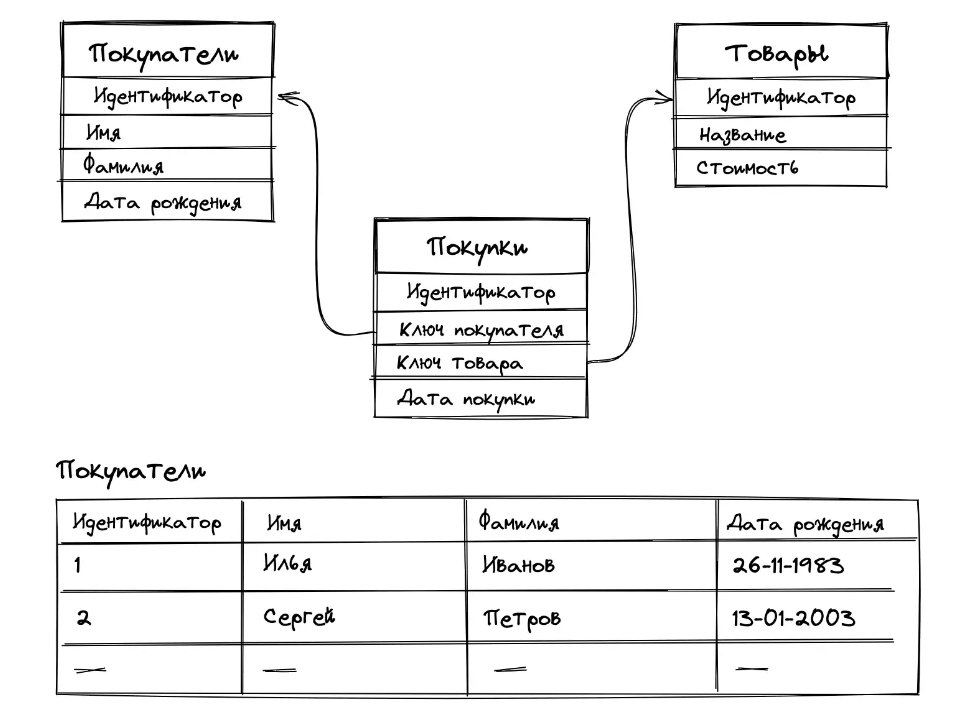 Покупатели
Идентификатор
Имя
Фамилия
Дата рождения
Товары
Идентификатор
Название
Стоимость
Покупки
Идентификатор
Ключ покупателя
Ключ товара
Дата покупки
Покупатели
Идентификатор Имя Фамилия Дата рождения
1 Илья Иванов 26-11-1983
2 Сергей Петров 13-01-2003
— — — —